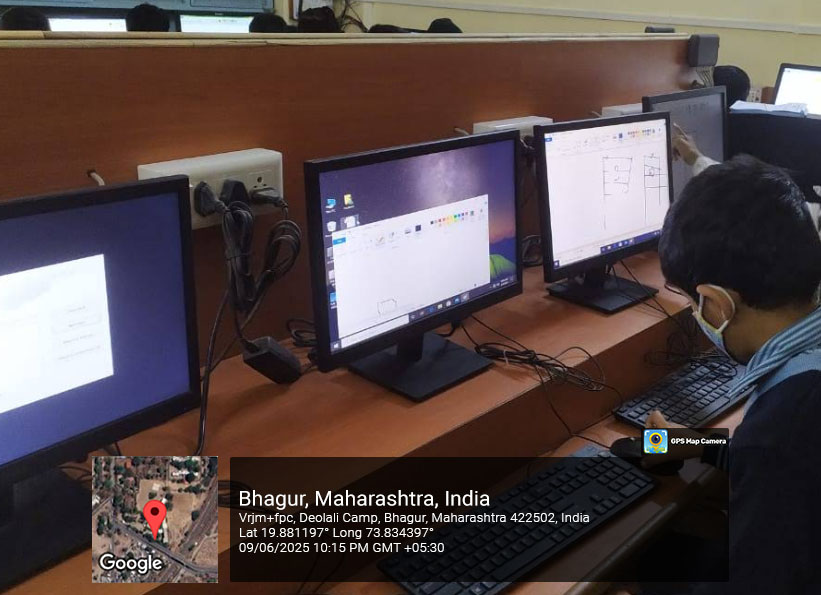 GPS Map Camera
Bhagur, Maharashtra, India
Vrjm+fpc, Deolali Camp, Bhagur, Maharashtra 422502, India
Lat 19.881197° Long 73.834397°
09/06/2025 10:15 PM GMT +05:30
Google